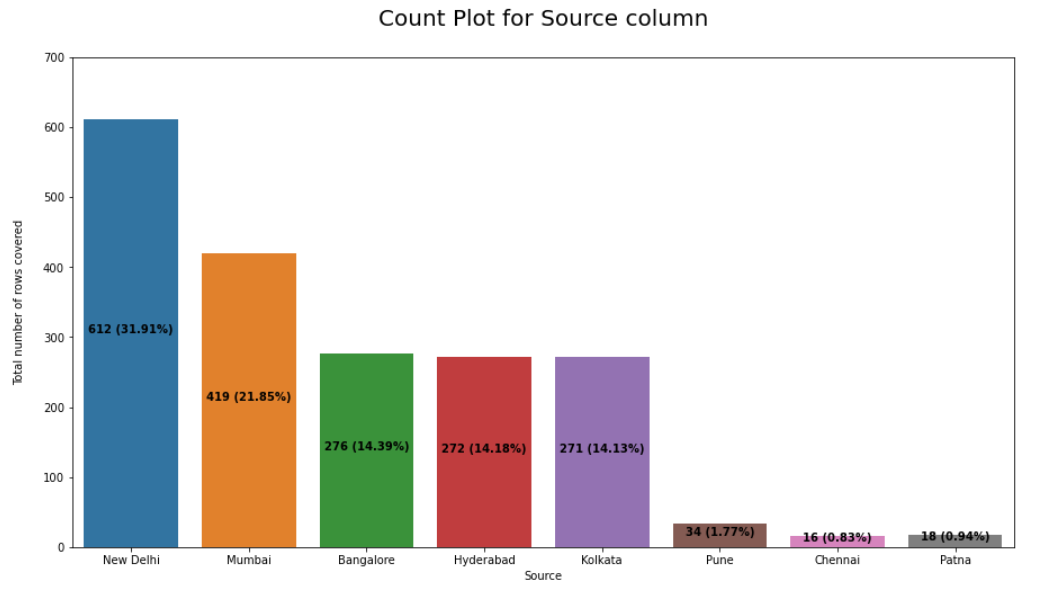 Count Plot for Source column
Total number of rows covered
700
600
500
400
300
200
100
0
612 (31.91%)
419 (21.85%)
276 (14.39%)
272 (14.18%)
271 (14.13%)
34 (1.77%)
16 (0.83%)
18 (0.94%)
New Delhi
Mumbai
Bangalore
Hyderabad
Kolkata
Pune
Chennai
Patna
Source